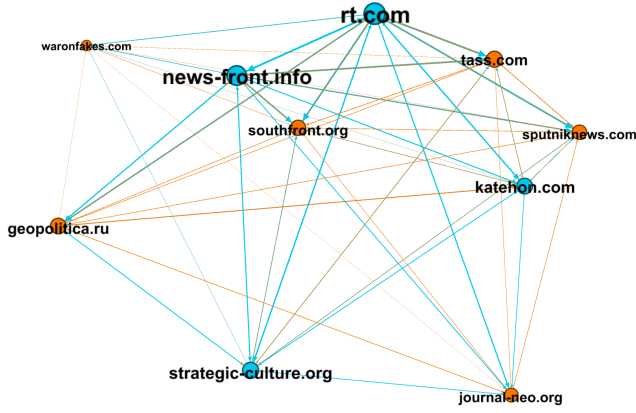 rt.com
waronfakes.com
tass.com
news-front.info
southfront.org
sputniknews.com
katehon.com
geopolitica.ru
strategic-culture.org
journal-neo.org